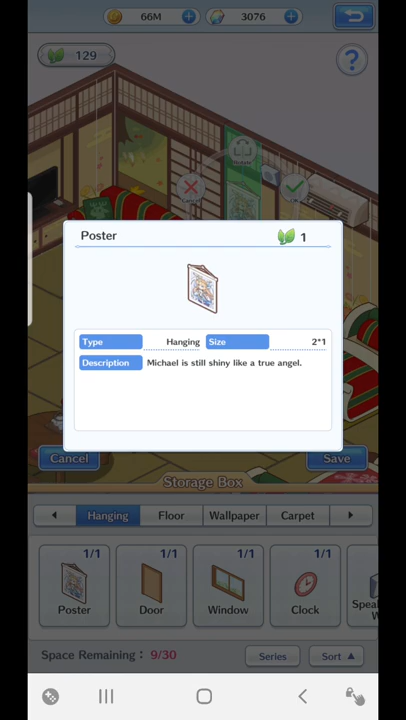 66M
3076
129
?
Poster
1
Type
Hanging
Size
2*1
Description
Michael is still shiny like a true angel.
Cancel
Save
Storage Box
Hanging
Floor
Wallpaper
Carpet
1/1
1/1
1/1
1/1
Poster
Door
Window
Clock
Space Remaining : 9/30
Series
Sort ▲